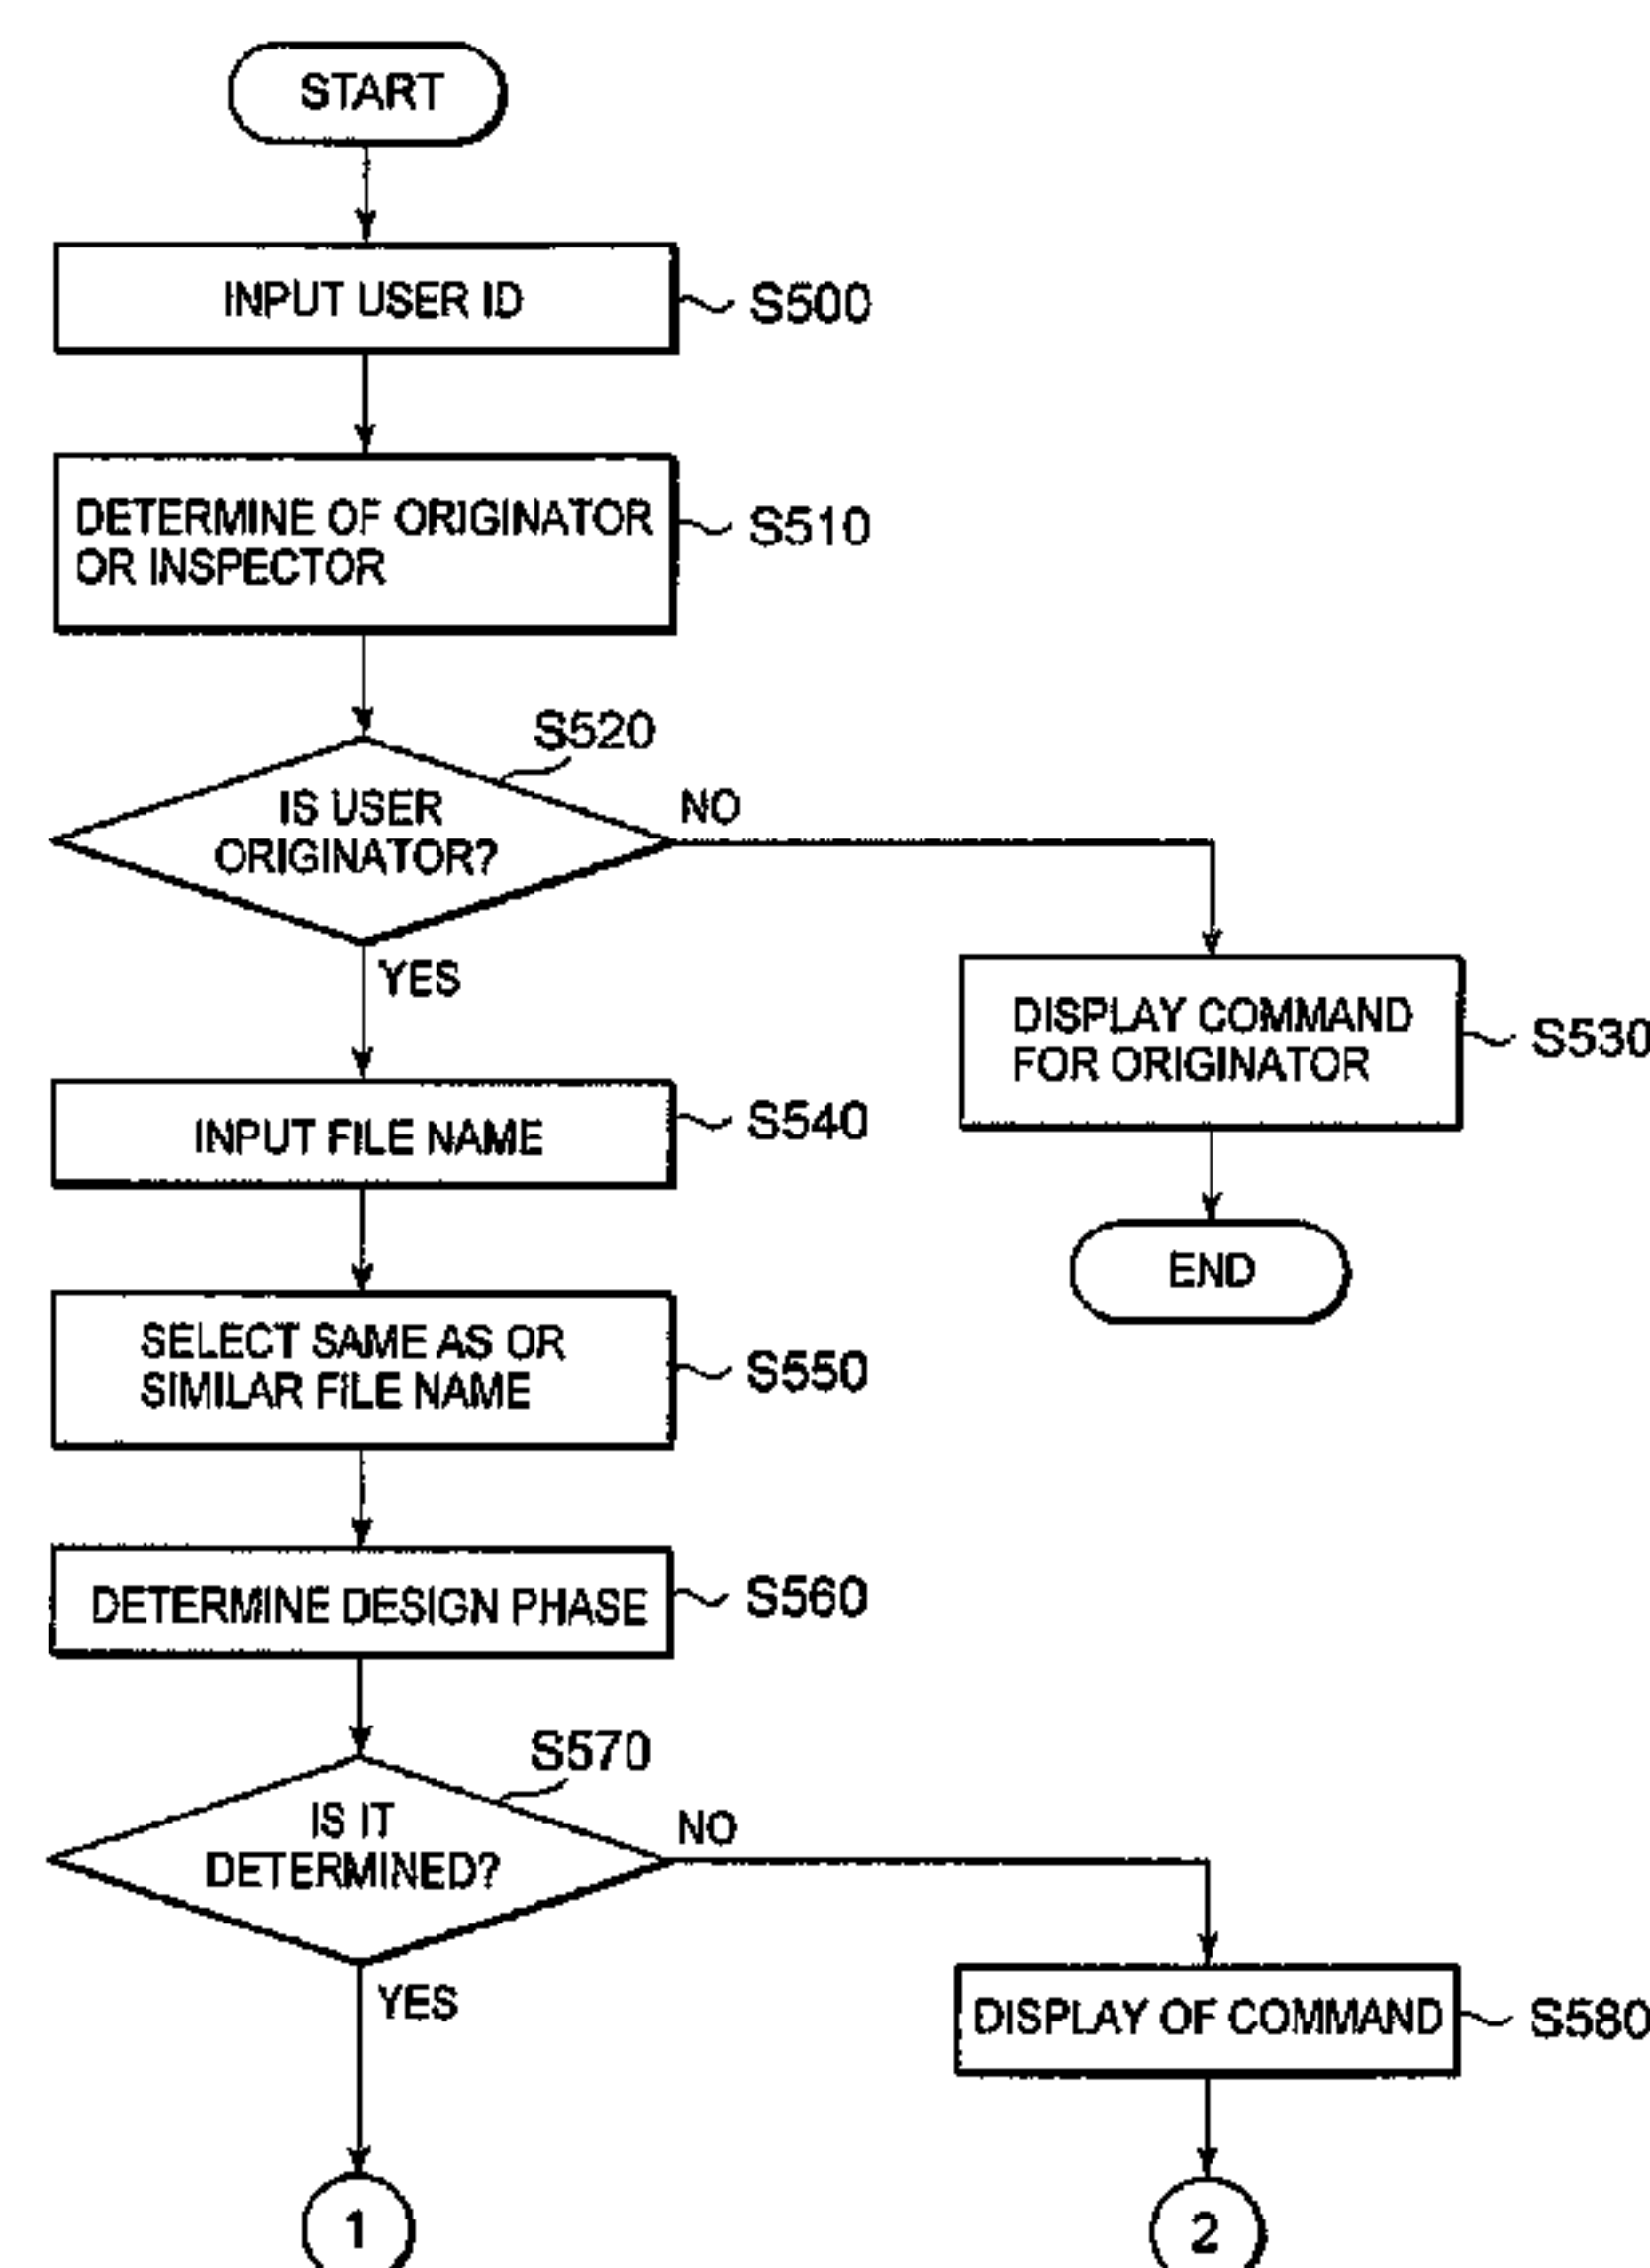 START
INPUT USER ID
S500
DETERMINE OF ORIGINATOR
OR INSPECTOR
S510
S520
IS USER
ORIGINATOR?
NO
YES
DISPLAY COMMAND
FOR ORIGINATOR
S530
INPUT FILE NAME
S540
END
SELECT SAME AS OR
SIMILAR FILE NAME
S550
DETERMINE DESIGN PHASE
S560
S570
IS IT
DETERMINED?
NO
YES
DISPLAY OF COMMAND
S580
1
2